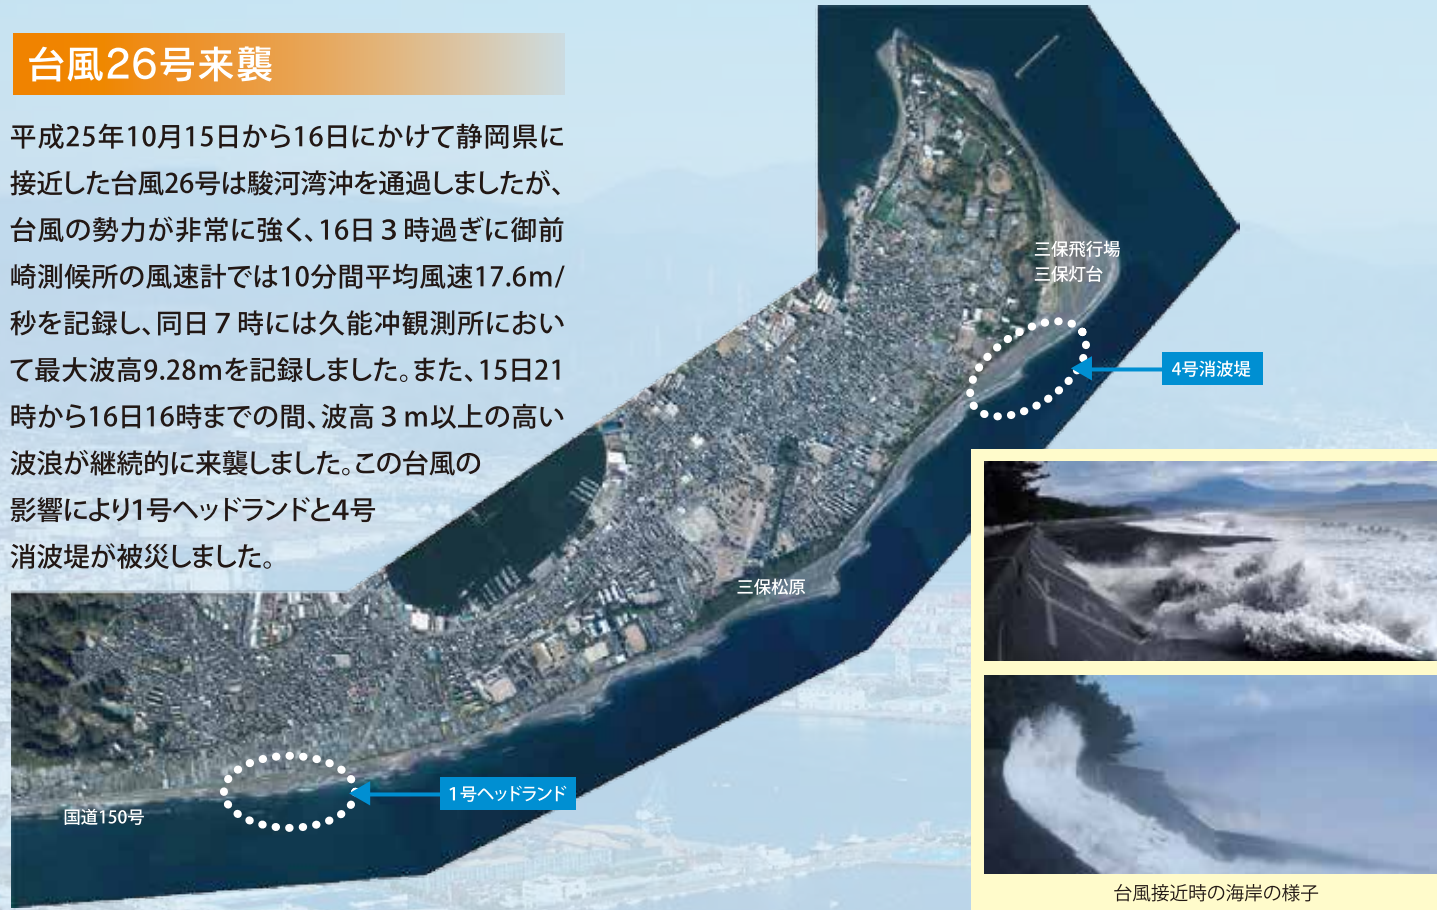 台風26号来襲
平成25年10月15日から16日にかけて静岡県に
接近した台風26号は駿河湾沖を通過しましたが、
台風の勢力が非常に強く、16日３時過ぎに御前
崎測候所の風速計では10分間平均風速17.6m/
秒を記録し、同日７時には久能沖観測所におい
て最大波高9.28mを記録しました。また、15日21
時から16日16時までの間、波高３m以上の高い
波浪が継続的に来襲しました。この台風の
影響により1号ヘッドランドと4号
消波堤が被災しました。
三保飛行場
三保灯台
4号消波堤
三保松原
1号ヘッドランド
国道150号
台風接近時の海岸の様子